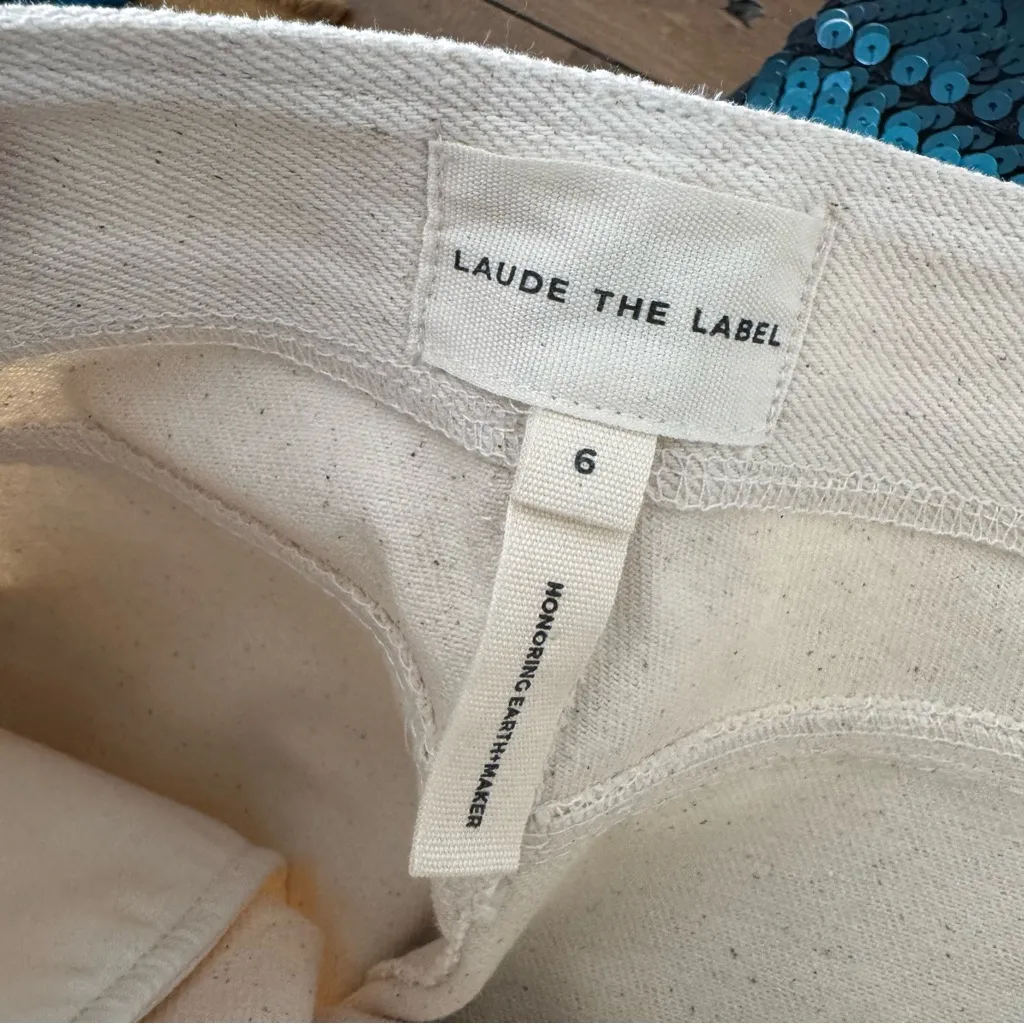 LAUDE THE LABEL
6
HONORING EARTH+MAKER